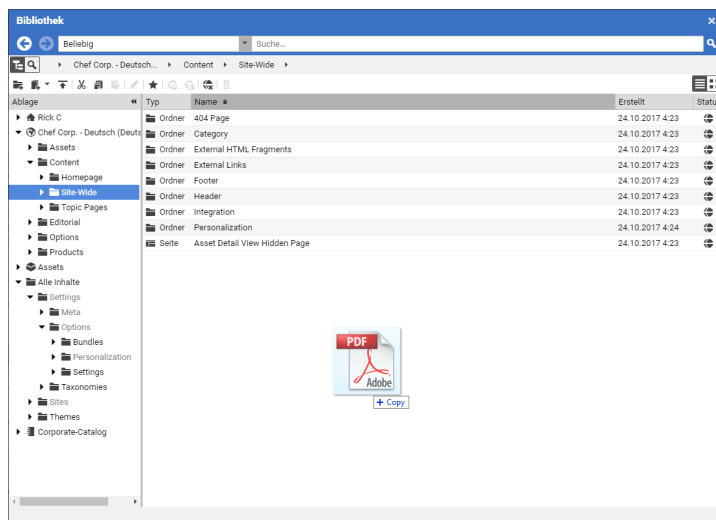 Bibliothek
Beliebig Suche...
Chef Corp. - Deutsch... Content Site-Wide
Ablage Typ Name Erstellt Statu
Rick C
Chef Corp. - Deutsch (Deuts
Assets
Content
Homepage
Site-Wide
Topic Pages
Editorial
Options
Products
Assets
Alle Inhalte
Settings
Meta
Options
Bundles
Personalization
Settings
Taxonomies
Sites
Themes
Corporate-Catalog
Ordner 404 Page 24.10.2017 4:23
Ordner Category 24.10.2017 4:23
Ordner External HTML Fragments 24.10.2017 4:23
Ordner External Links 24.10.2017 4:23
Ordner Footer 24.10.2017 4:23
Ordner Header 24.10.2017 4:23
Ordner Integration 24.10.2017 4:23
Ordner Personalization 24.10.2017 4:24
Seite Asset Detail View Hidden Page 24.10.2017 4:23
PDF
Adobe
+ Copy